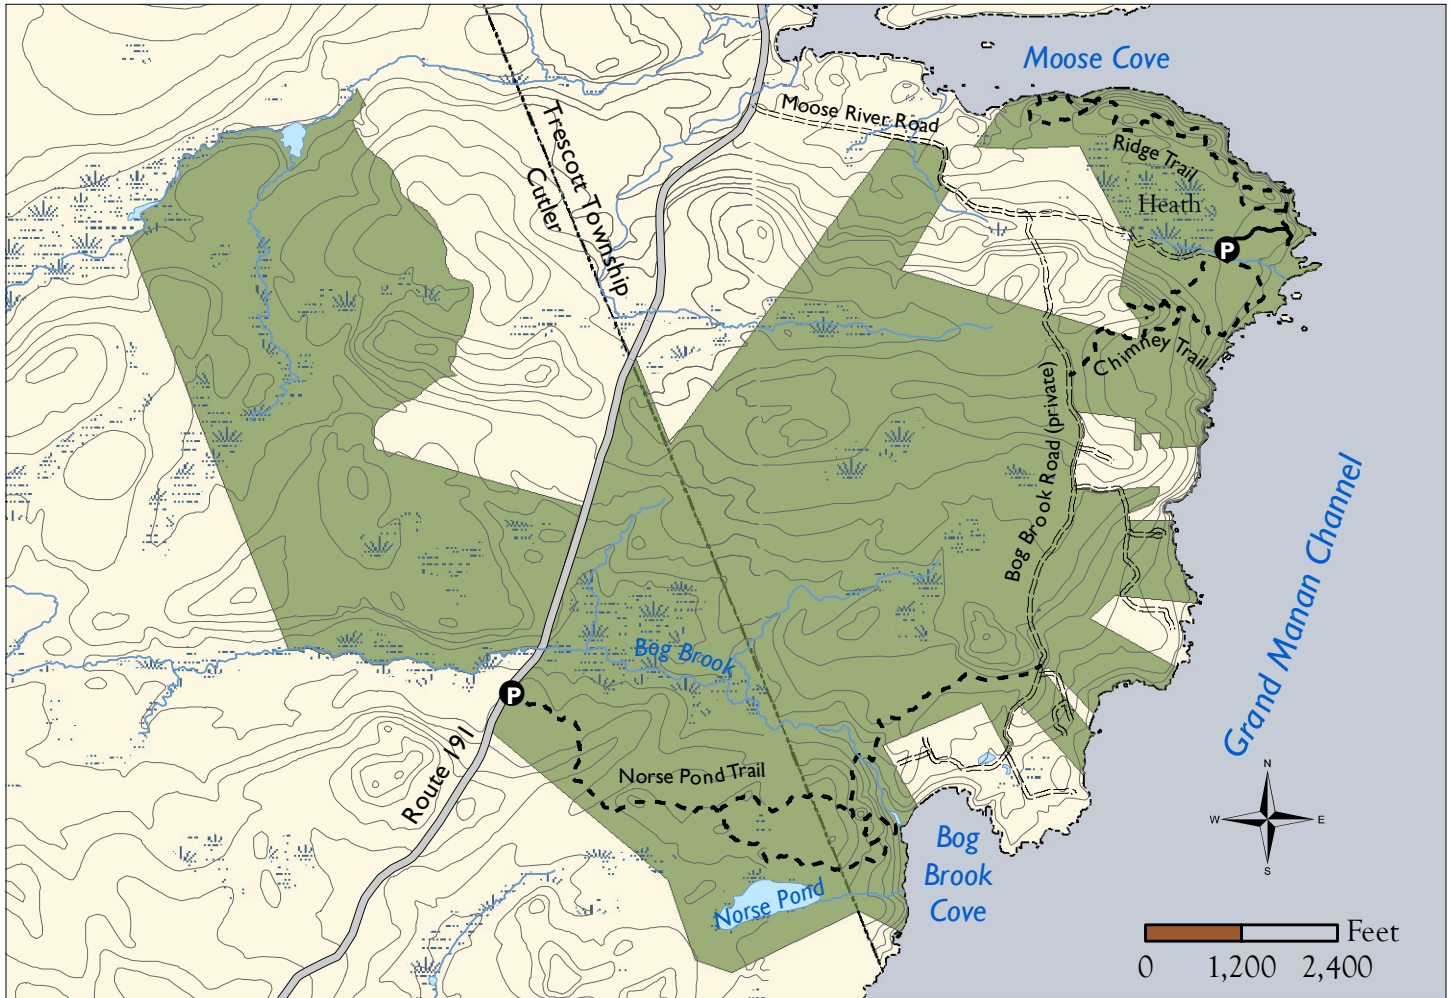 Moose Cove
Moose River Road
Ridge Trail
Heath
P
Trescott Township
Cutler
Chimney Trail
Bog Brook Road (private)
Grand Manan Channel
Bog Brook
P
Route 191
Norse Pond Trail
Norse Pond
Bog
Brook
Cove
N
W E
S
Feet
0 1,200 2,400